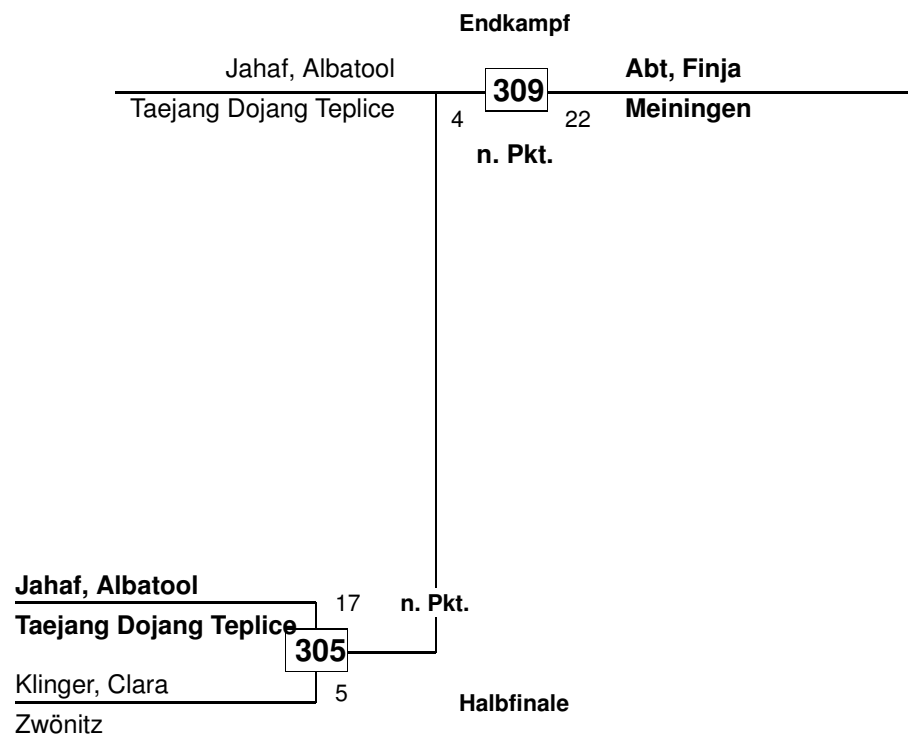 Endkampf
Jahaf, Albatool
Taejang Dojang Teplice
4
309
22
n. Pkt.
Abt, Finja
Meiningen
Jahaf, Albatool
Taejang Dojang Teplice
17
n. Pkt.
305
Klinger, Clara
Zwönitz
5
Halbfinale